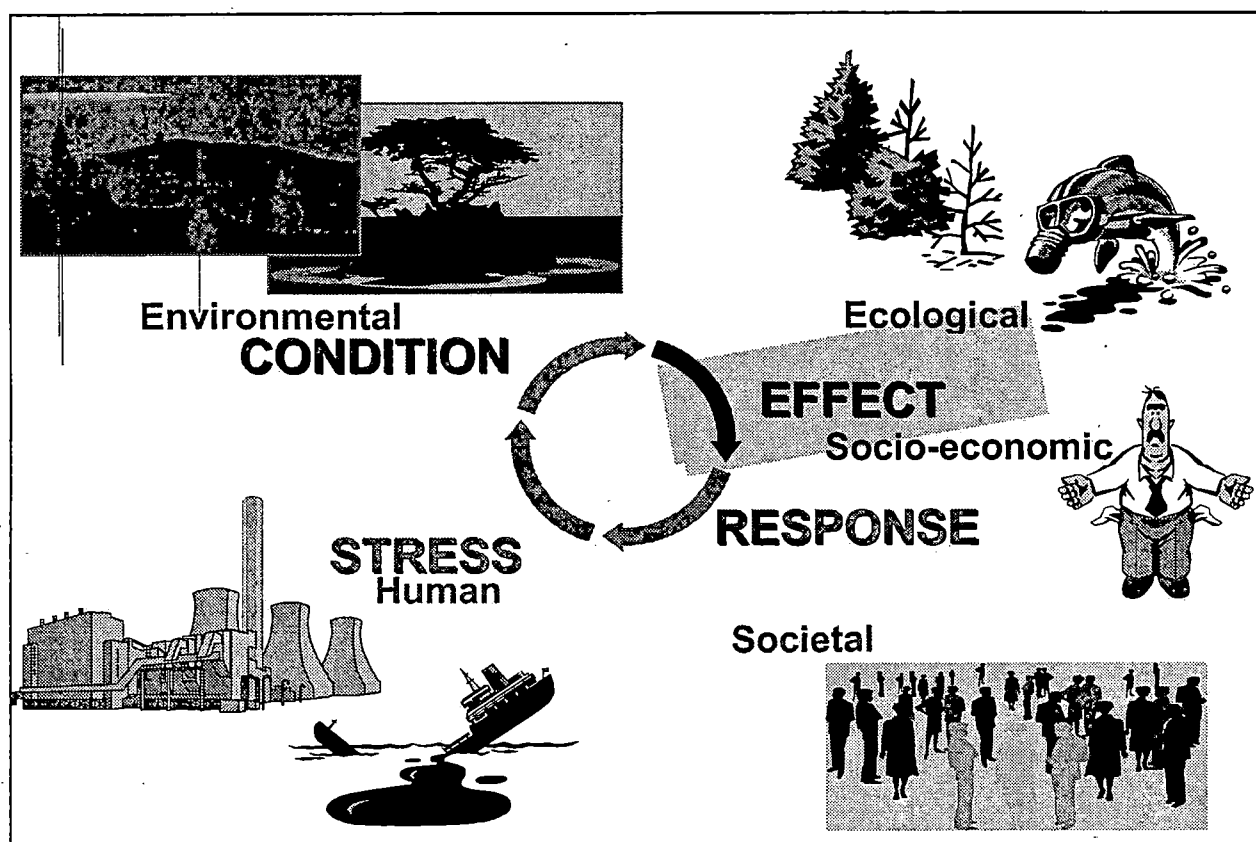 Environmental
CONDITION
Ecological
EFFECT
Socio-economic
RESPONSE
STRESS
Human
Societal